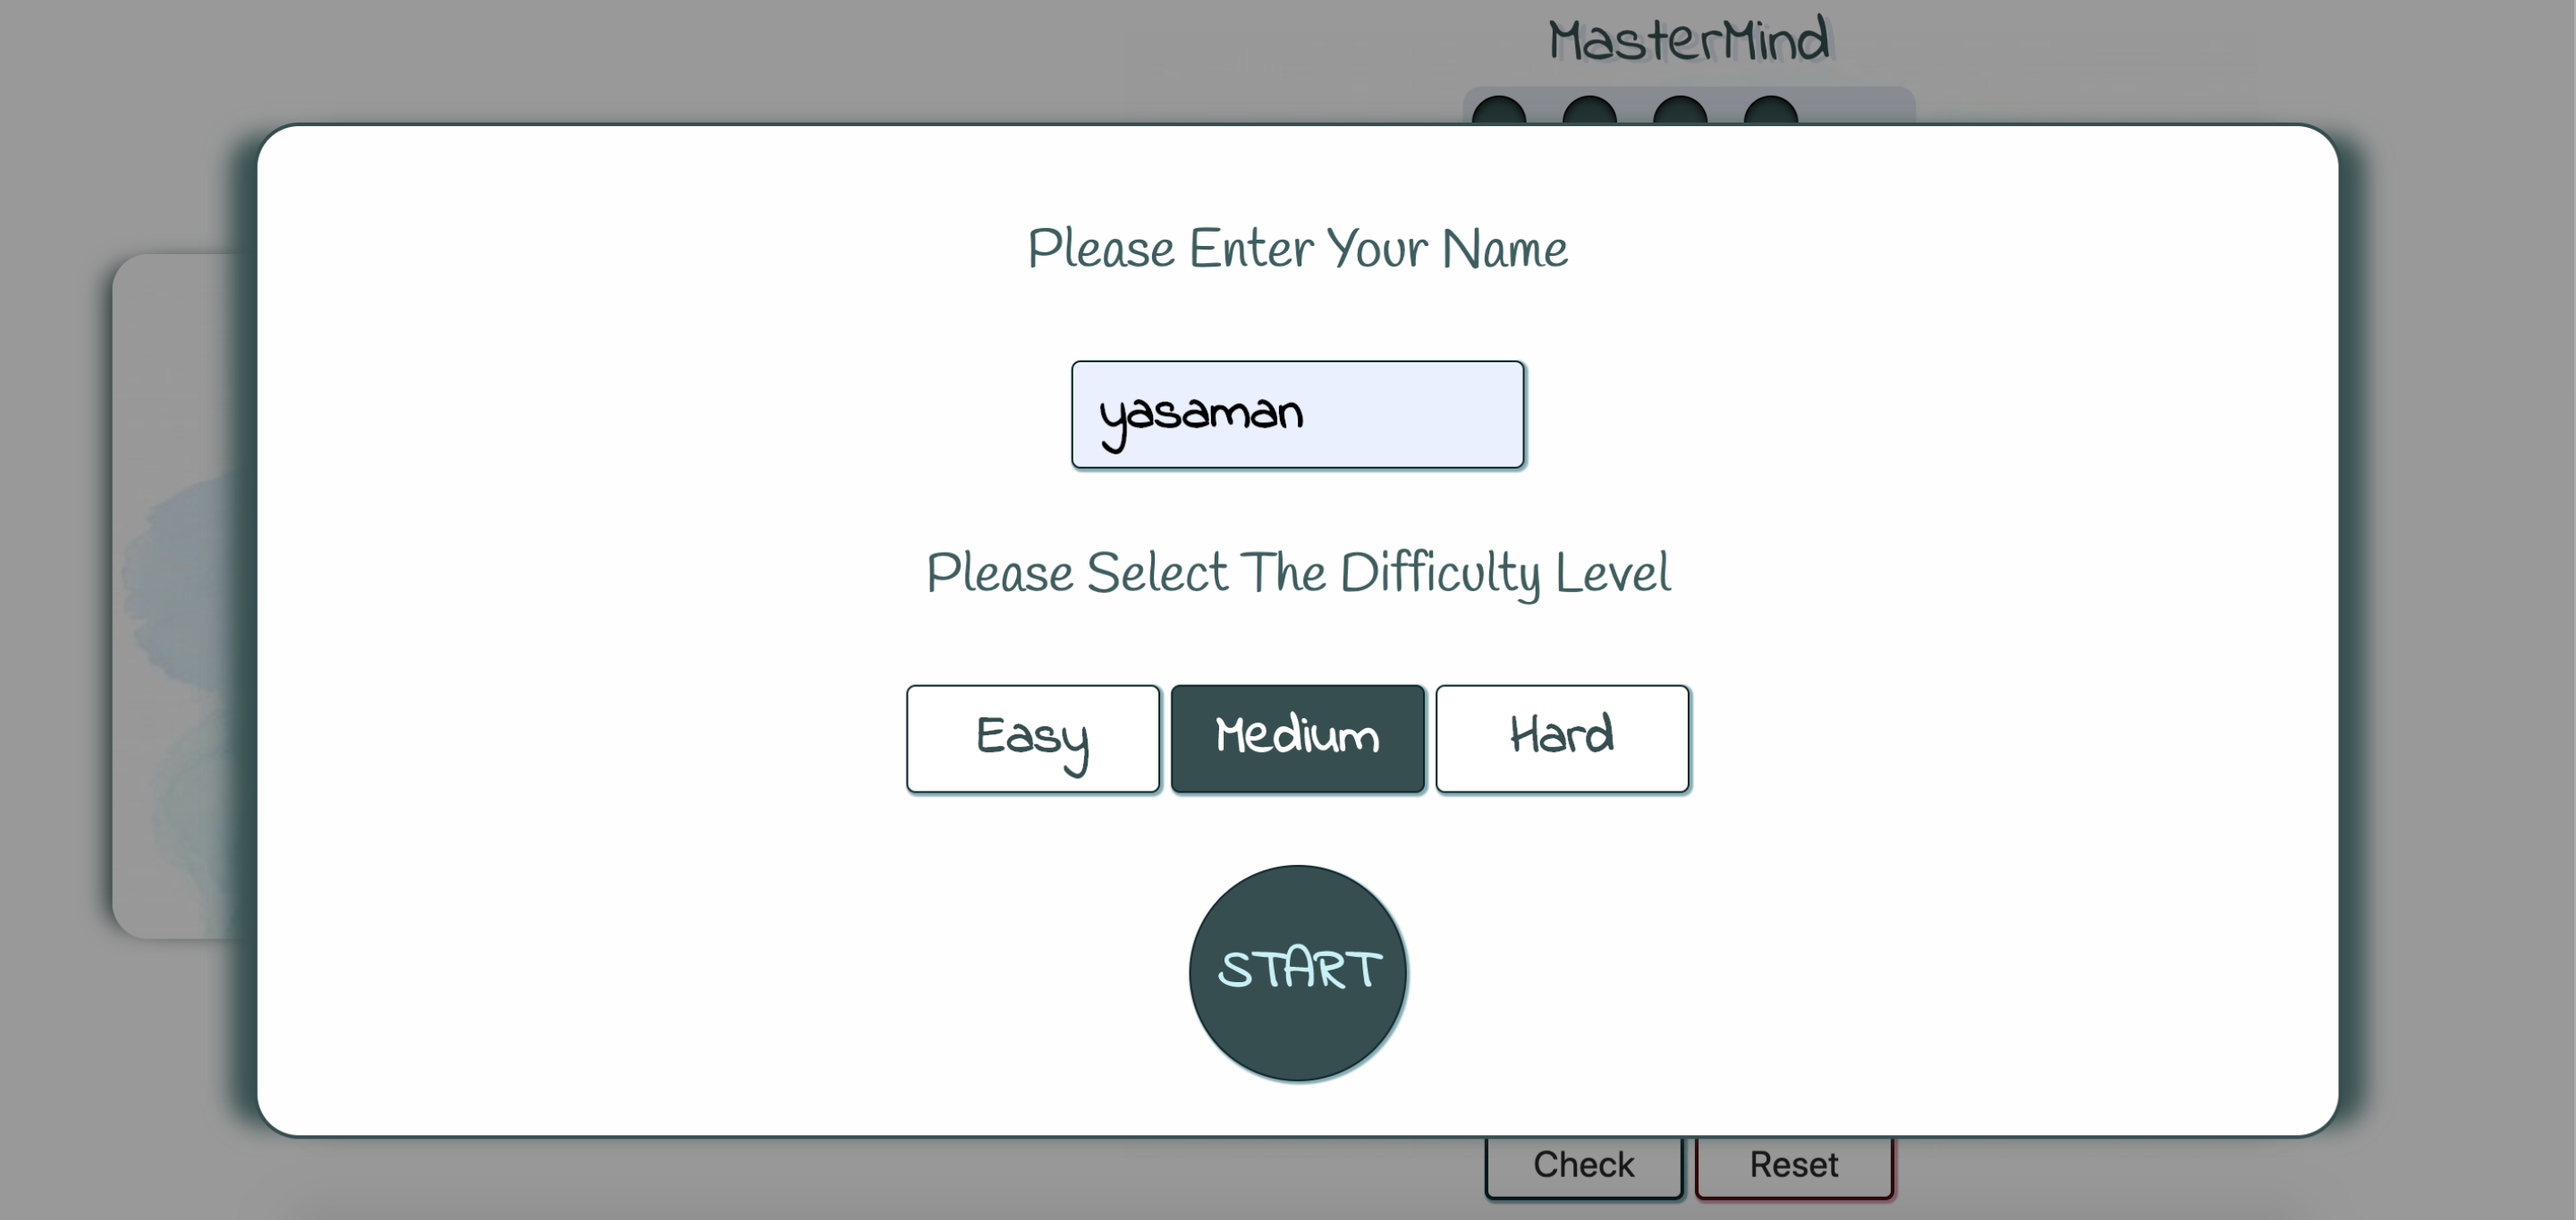 MasterMind
Please Enter Your Name
yasaman
Please Select The Difficulty Level
Easy Medium Hard
START
Check Reset